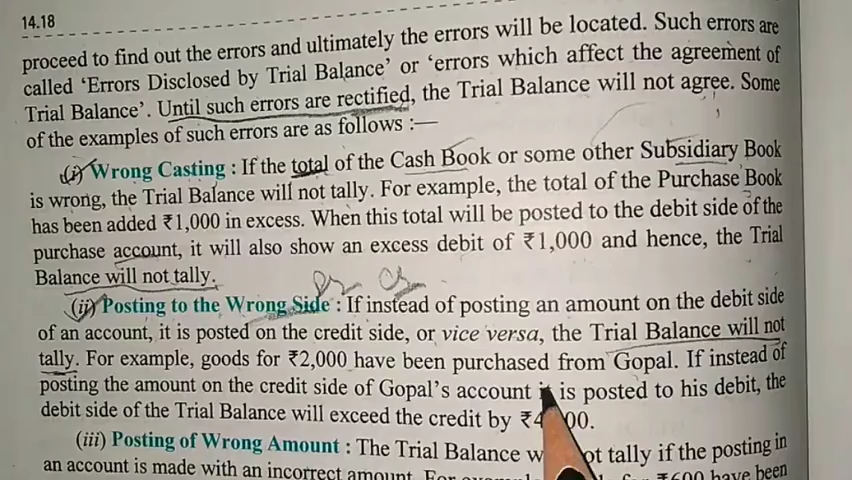 14.18
proceed to find out the errors and ultimately the errors will be located. Such errors are
called ‘Errors Disclosed by Trial Balance’ or ‘errors which affect the agreement of
Trial Balance’. Until such errors are rectified, the Trial Balance will not agree. Some
of the examples of such errors are as follows :—
(i) Wrong Casting : If the total of the Cash Book or some other Subsidiary Book
is wrong, the Trial Balance will not tally. For example, the total of the Purchase Book
has been added ₹1,000 in excess. When this total will be posted to the debit side of the
purchase account, it will also show an excess debit of ₹1,000 and hence, the Trial
Balance will not tally.
(ii) Posting to the Wrong Side : If instead of posting an amount on the debit side
of an account, it is posted on the credit side, or vice versa, the Trial Balance will not
tally. For example, goods for ₹2,000 have been purchased from Gopal. If instead of
posting the amount on the credit side of Gopal’s account is posted to his debit, the
debit side of the Trial Balance will exceed the credit by
(iii) Posting of Wrong Amount : The Trial Balance tally if the posting in
an account is made with an incorrect amount. ₹600 have been